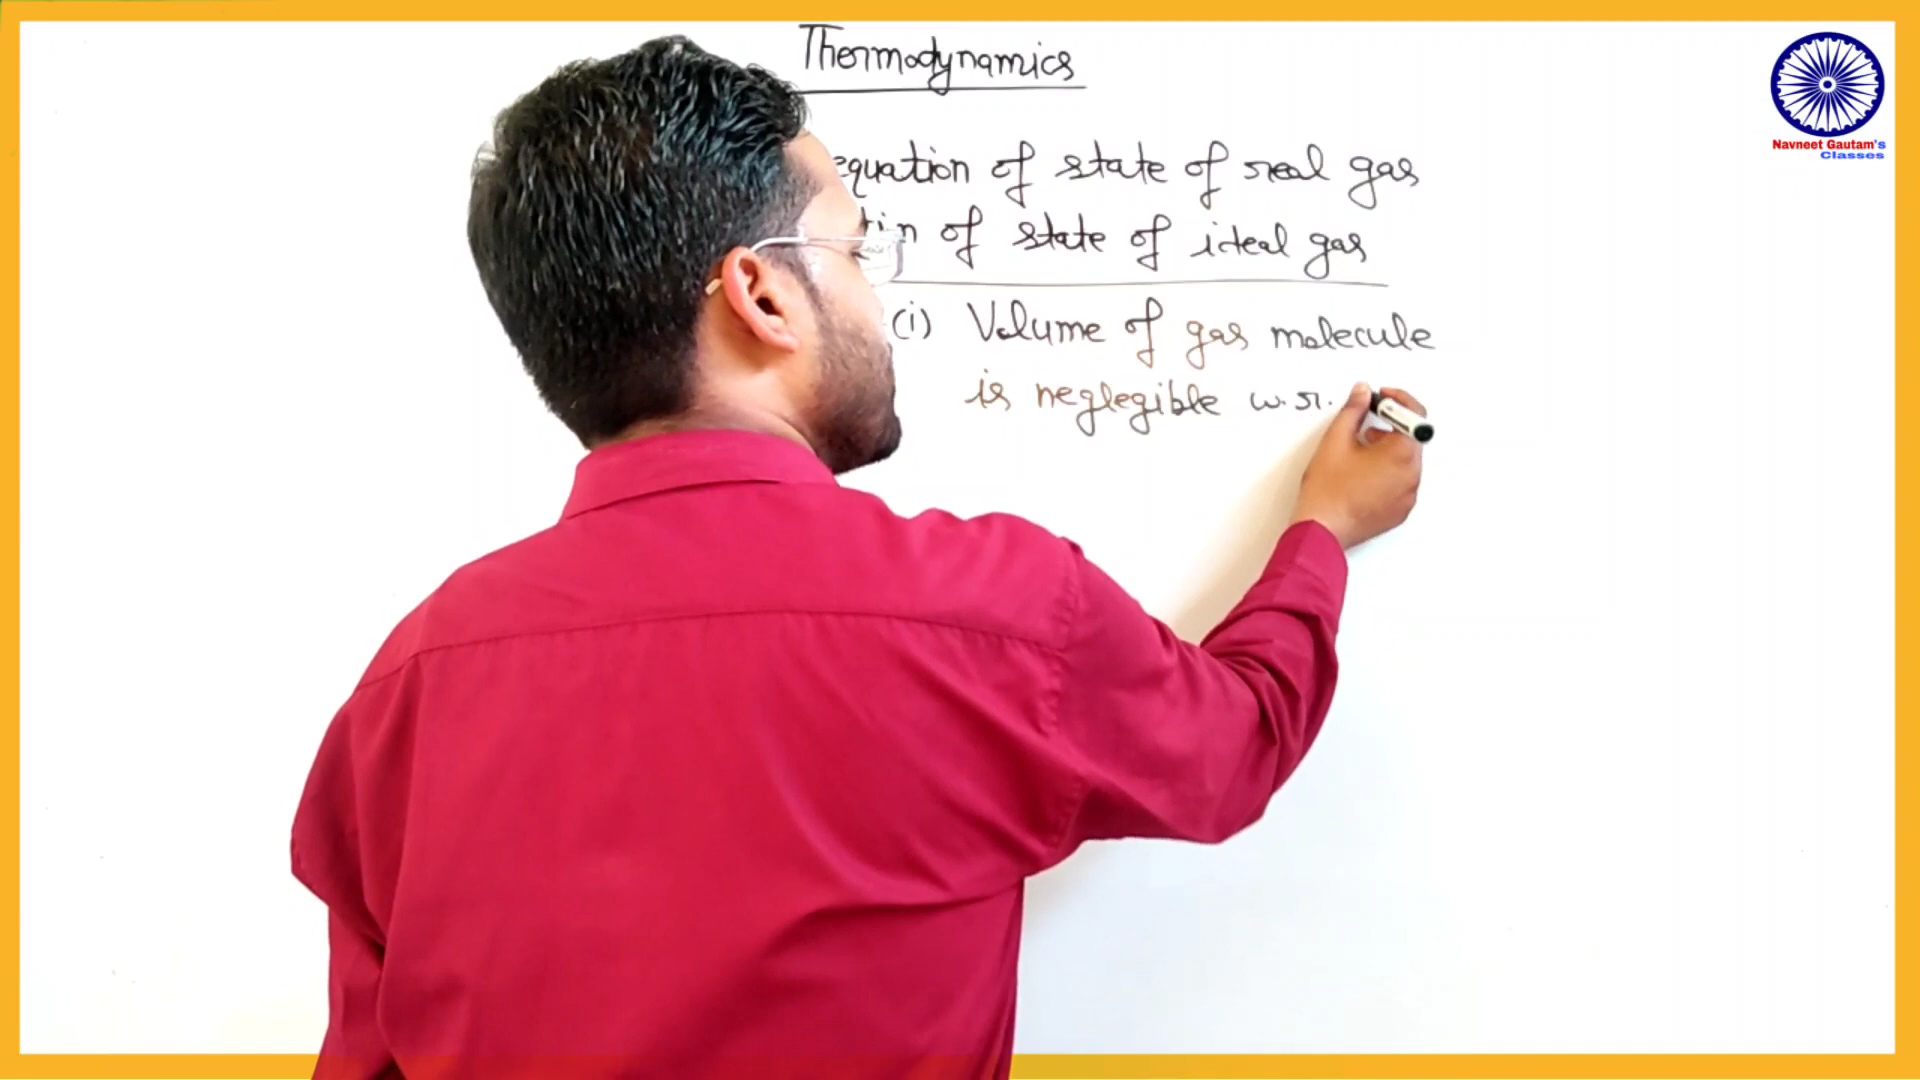 Thermodynamics
equation of state of real gas
of state of ideal gas
(i) Volume of gas molecule
is neglegible w.r.
Navneet Gautam's
Classes